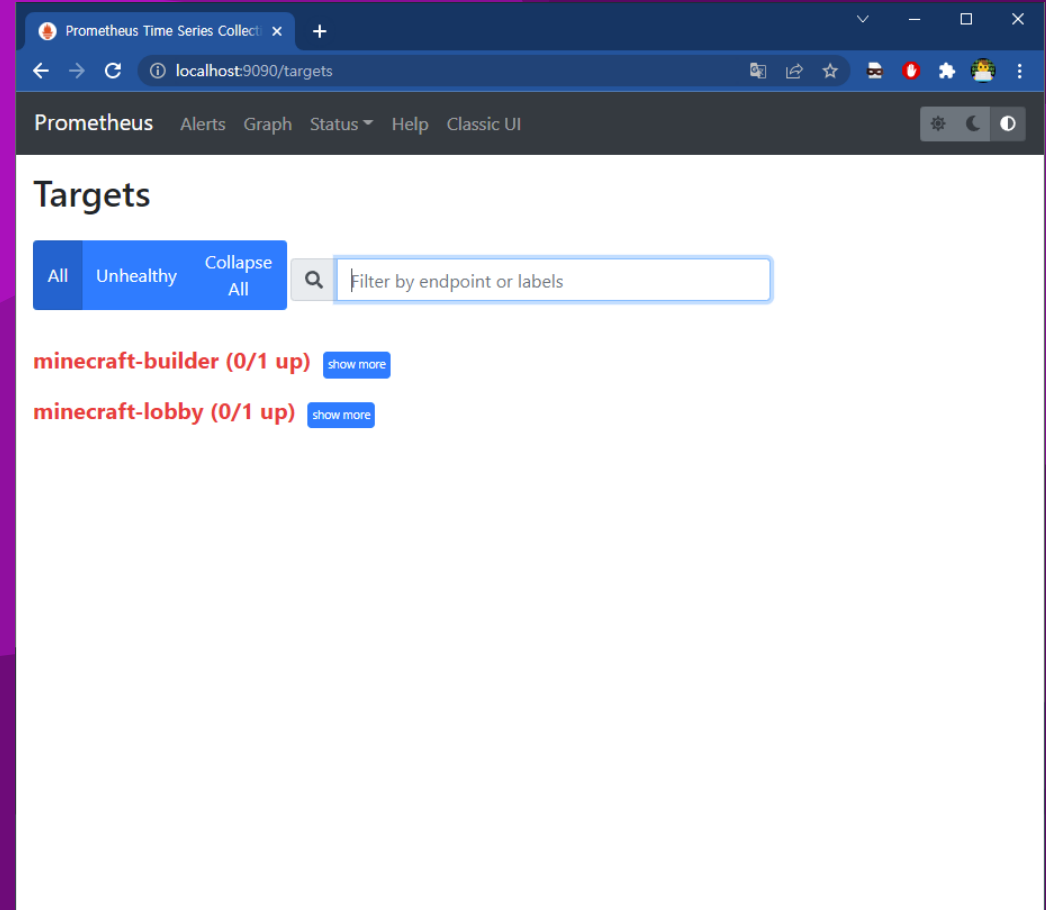 Prometheus Time Series Collecti
localhost:9090/targets
Prometheus Alerts Graph Status Help Classic UI
Targets
All Unhealthy Collapse All
Filter by endpoint or labels
minecraft-builder (0/1 up) show more
minecraft-lobby (0/1 up) show more